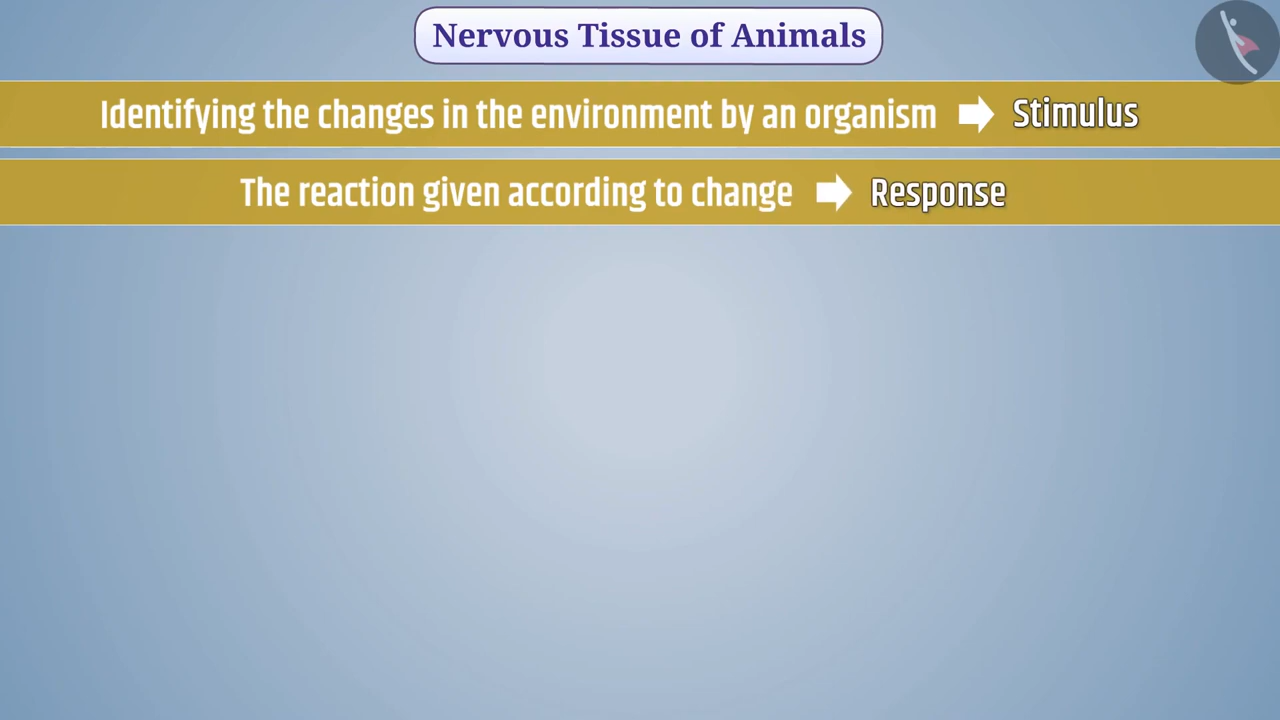 Nervous Tissue of Animals
Identifying the changes in the environment by an organism ➡ Stimulus
The reaction given according to change ➡ Response